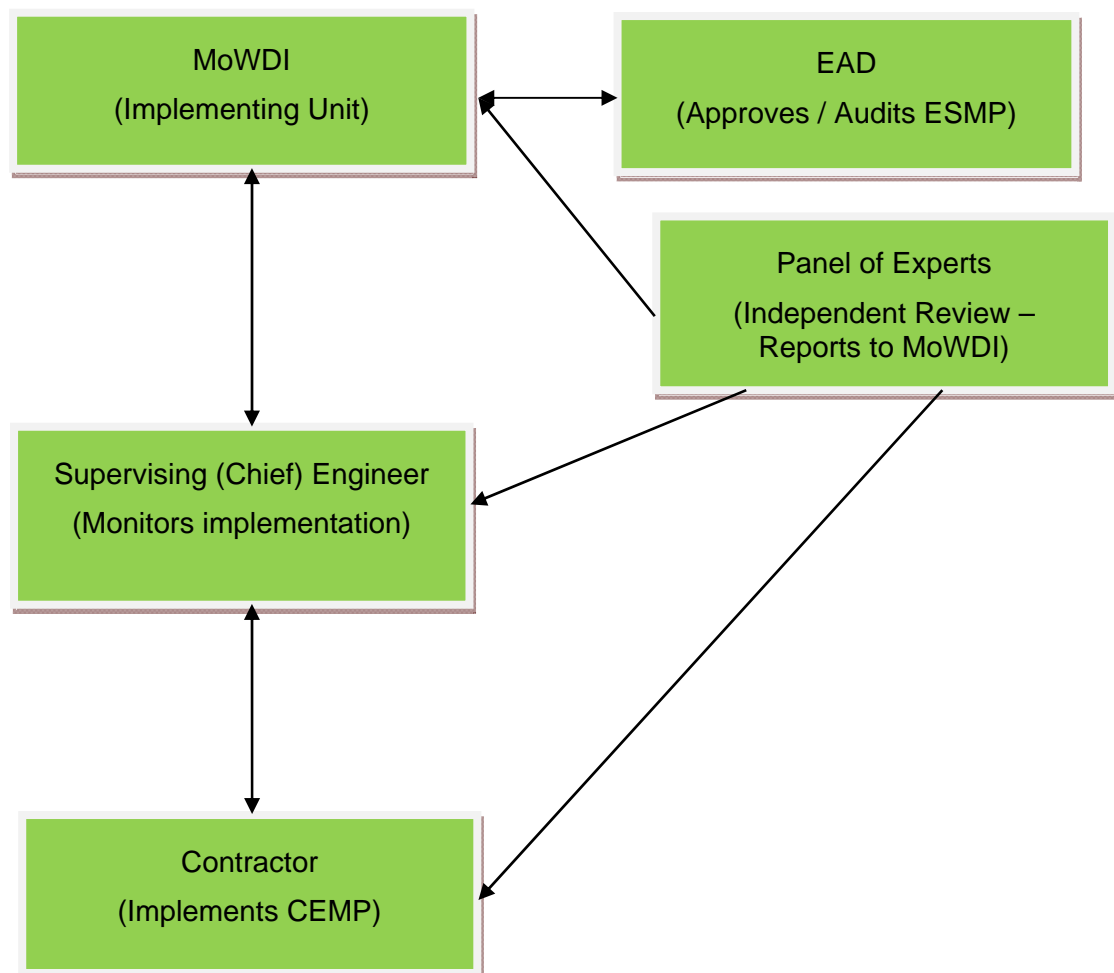 MoWDI
(Implementing Unit)
EAD
(Approves / Audits ESMP)
Panel of Experts
(Independent Review –
Reports to MoWDI)
Supervising (Chief) Engineer
(Monitors implementation)
Contractor
(Implements CEMP)